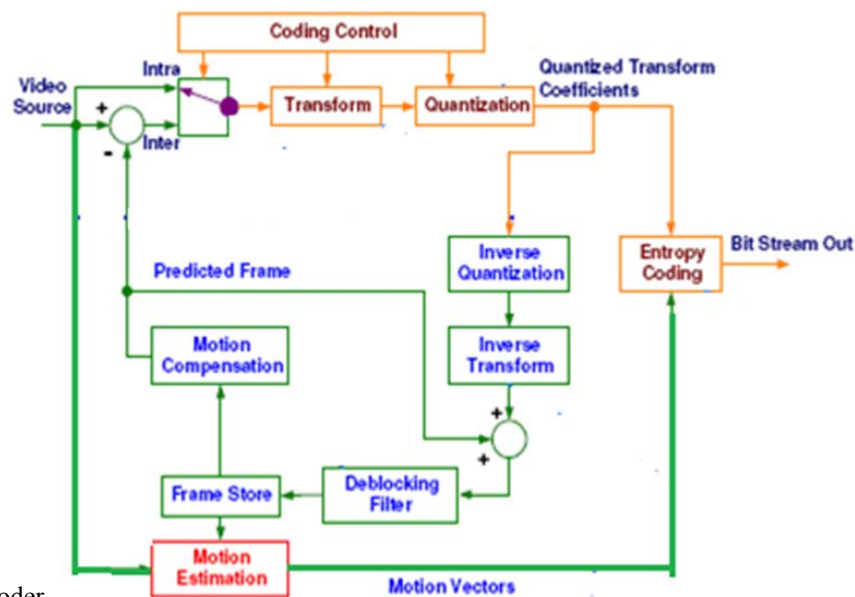 Coding Control
Video
Source
Intra
+
-
Inter
Transform
Quantization
Quantized Transform
Coefficients
Predicted Frame
Inverse
Quantization
Entropy
Coding
Bit Stream Out
Motion
Compensation
Inverse
Transform
+
+
Frame Store
Deblocking
Filter
Motion
Estimation
Motion Vectors